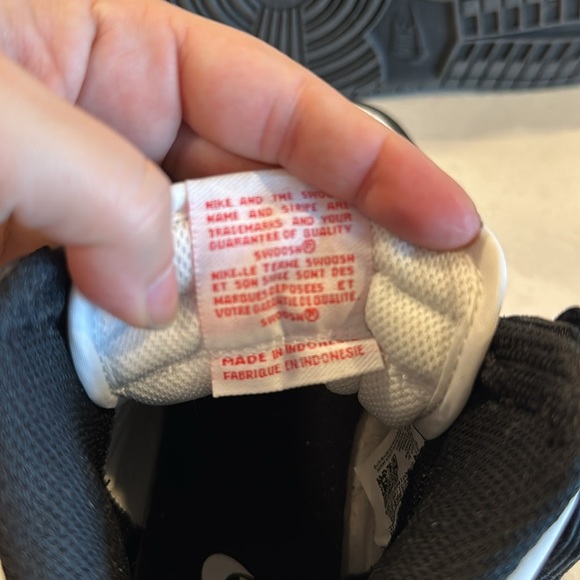 NIKE AND THE SWOOSH
NAME AND STRIPE ARE
TRADEMARKS AND YOUR
GUARANTEE OF QUALITY
SWOOSH®
NIKE-LE TERME SWOOSH
ET SON SIGE SONT DES
MARQUES DEPOSEES ET
VOTRE GARANTIE DE QUALITE.
SWOOSH®
MADE IN INDONESIA
FABRIQUE EN INDONESIE